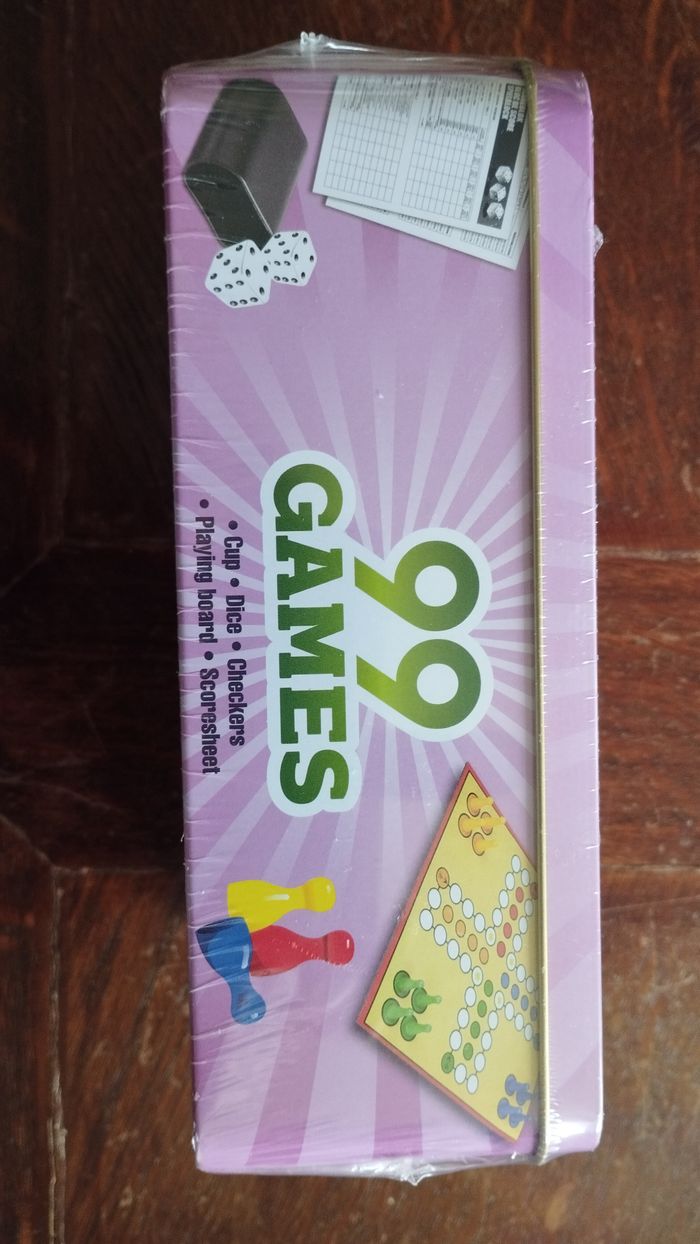 99
GAMES
• Cup • Dice • Checkers
• Playing board • Scoresheet